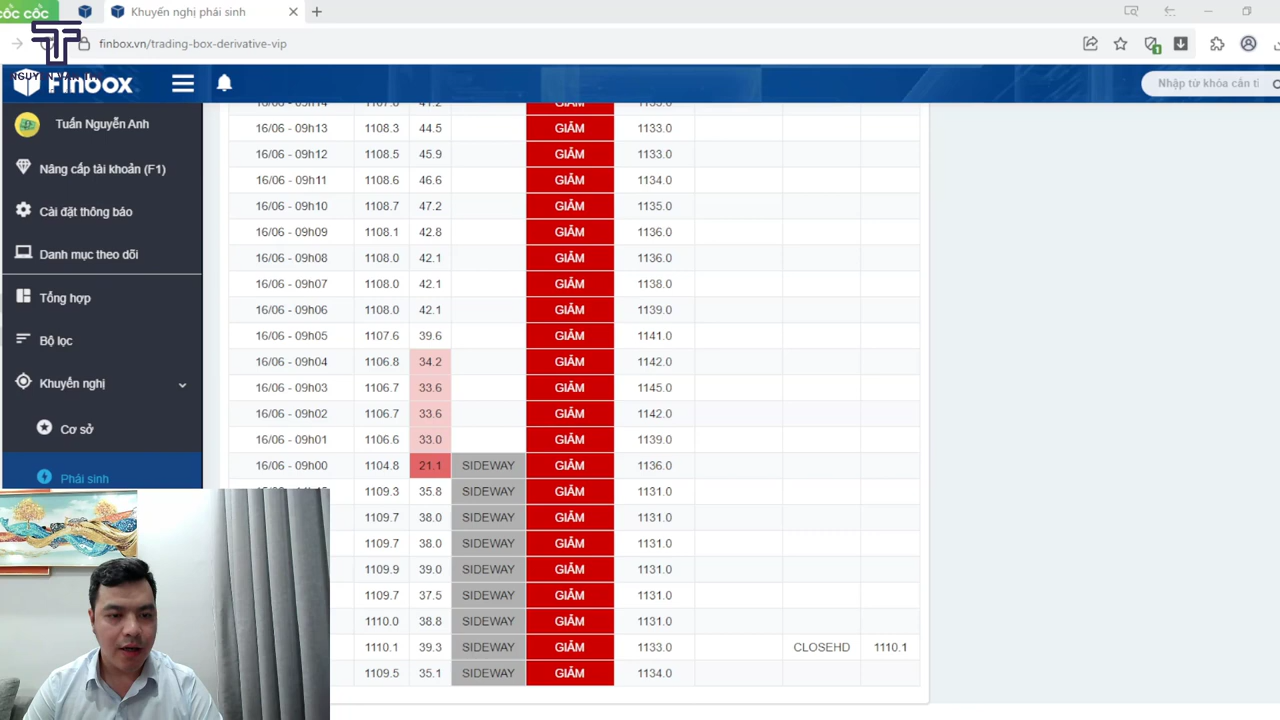 cốc cốc
Khuyến nghị phái sinh
finbox.vn/trading-box-derivative-vip
Finbox
Nhập từ khóa cần tì
Tuấn Nguyễn Anh
Nâng cấp tài khoản (F1)
Cài đặt thông báo
Danh mục theo dõi
Tổng hợp
Bộ lọc
Khuyến nghị
Cơ sở
Phái sinh
16/06 - 09h13 1108.3 44.5 GIẢM 1133.0
16/06 - 09h12 1108.5 45.9 GIẢM 1133.0
16/06 - 09h11 1108.6 46.6 GIẢM 1134.0
16/06 - 09h10 1108.7 47.2 GIẢM 1135.0
16/06 - 09h09 1108.1 42.8 GIẢM 1136.0
16/06 - 09h08 1108.0 42.1 GIẢM 1136.0
16/06 - 09h07 1108.0 42.1 GIẢM 1138.0
16/06 - 09h06 1108.0 42.1 GIẢM 1139.0
16/06 - 09h05 1107.6 39.6 GIẢM 1141.0
16/06 - 09h04 1106.8 34.2 GIẢM 1142.0
16/06 - 09h03 1106.7 33.6 GIẢM 1145.0
16/06 - 09h02 1106.7 33.6 GIẢM 1142.0
16/06 - 09h01 1106.6 33.0 GIẢM 1139.0
16/06 - 09h00 1104.8 21.1 SIDEWAY GIẢM 1136.0
1109.3 35.8 SIDEWAY GIẢM 1131.0
1109.7 38.0 SIDEWAY GIẢM 1131.0
1109.7 38.0 SIDEWAY GIẢM 1131.0
1109.9 39.0 SIDEWAY GIẢM 1131.0
1109.7 37.5 SIDEWAY GIẢM 1131.0
1110.0 38.8 SIDEWAY GIẢM 1131.0
1110.1 39.3 SIDEWAY GIẢM 1133.0 CLOSEHD 1110.1
1109.5 35.1 SIDEWAY GIẢM 1134.0